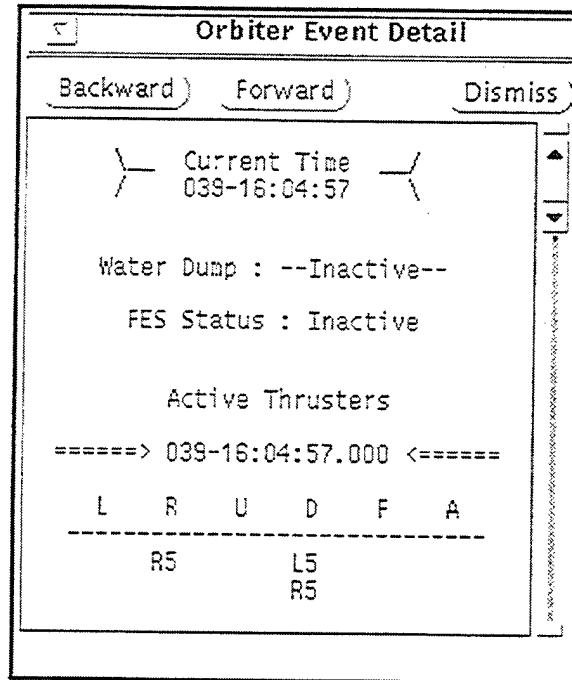 Orbiter Event Detail
Backward Forward Dismiss
Current Time
039-16:04:57
Water Dump : --Inactive--
FES Status : Inactive
Active Thrusters
======> 039-16:04:57.000 <======
L R U D F A
R5 L5
R5